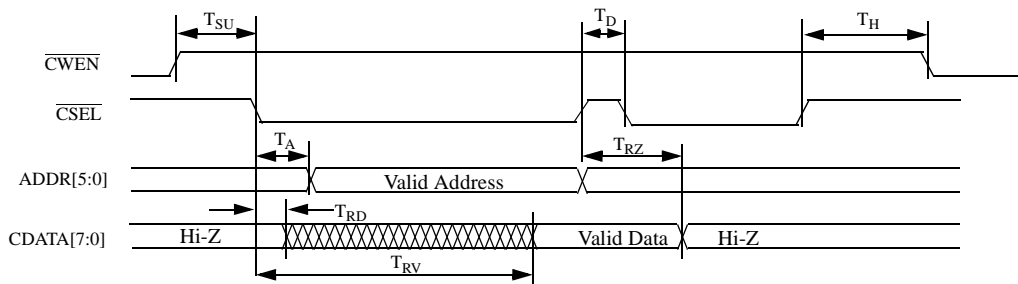 T_SU
T_D
T_H
CWEN
CSEL
T_A
T_RZ
ADDR[5:0]
Valid Address
T_RD
CDATA[7:0]
Hi-Z
Valid Data
Hi-Z
T_RV